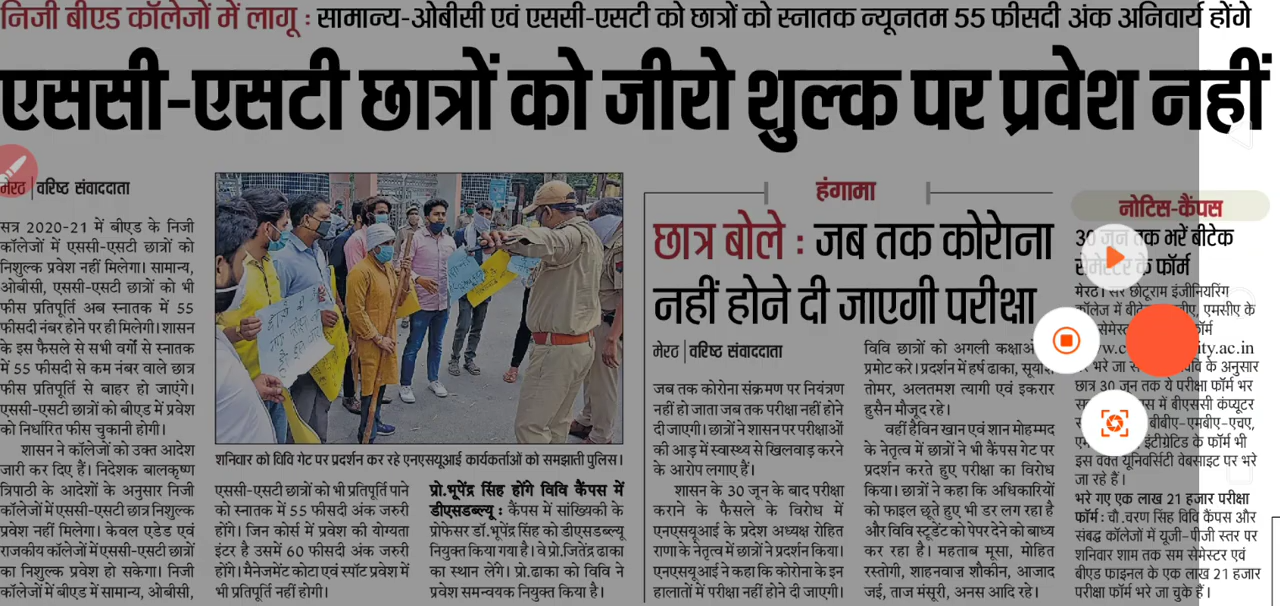 निजी बीएड कॉलेजों में लागू : सामान्य-ओबीसी एवं एससी-एसटी को छात्रों को स्नातक न्यूनतम 55 फीसदी अंक अनिवार्य होंगे
एससी-एसटी छात्रों को जीरो शुल्क पर प्रवेश नहीं
मेरठ | वरिष्ठ संवाददाता
सत्र 2020-21 में बीएड के निजी
कॉलेजों में एससी-एसटी छात्रों को
निशुल्क प्रवेश नहीं मिलेगा। सामान्य,
ओबीसी, एससी-एसटी छात्रों को भी
फीस प्रतिपूर्ति अब स्नातक में 55
फीसदी नंबर होने पर ही मिलेगी। शासन
के इस फैसले से सभी वर्गों से स्नातक
में 55 फीसदी से कम नंबर वाले छात्र
फीस प्रतिपूर्ति से बाहर हो जाएंगे।
एससी-एसटी छात्रों को बीएड में प्रवेश
को निर्धारित फीस चुकानी होगी।
शासन ने कॉलेजों को उक्त आदेश
जारी कर दिए हैं। निदेशक बालकृष्ण
त्रिपाठी के आदेशों के अनुसार निजी
कॉलेजों में एससी-एसटी छात्र निशुल्क
प्रवेश नहीं मिलेगा। केवल एडेड एवं
राजकीय कॉलेजों में एससी-एसटी छात्रों
का निशुल्क प्रवेश हो सकेगा। निजी
कॉलेजों में बीएड में सामान्य, ओबीसी,
शनिवार को विवि गेट पर प्रदर्शन कर रहे एनएसयूआई कार्यकर्ताओं को समझाती पुलिस।
एससी-एसटी छात्रों को भी प्रतिपूर्ति पाने
को स्नातक में 55 फीसदी अंक जरुरी
होंगे। जिन कोर्स में प्रवेश की योग्यता
इंटर है उसमें 60 फीसदी अंक जरुरी
होंगे। मैनेजमेंट कोटा एवं स्पॉट प्रवेश में
भी प्रतिपूर्ति नहीं होगी।
प्रो.भूपेंद्र सिंह होंगे विवि कैंपस में
डीएसडब्ल्यू : कैंपस में सांख्यिकी के
प्रोफेसर डॉ.भूपेंद्र सिंह को डीएसडब्ल्यू
नियुक्त किया गया है। वे प्रो.जितेंद्र ढाका
का स्थान लेंगे। प्रो.ढाका को विवि ने
प्रवेश समन्वयक नियुक्त किया है।
हंगामा
छात्र बोले : जब तक कोरोना
नहीं होने दी जाएगी परीक्षा
मेरठ | वरिष्ठ संवाददाता
जब तक कोरोना संक्रमण पर नियंत्रण
नहीं हो जाता जब तक परीक्षा नहीं होने
दी जाएगी। छात्रों ने शासन पर परीक्षाओं
की आड़ में स्वास्थ्य से खिलवाड़ करने
के आरोप लगाए हैं।
शासन के 30 जून के बाद परीक्षा
कराने के फैसले के विरोध में
एनएसयूआई के प्रदेश अध्यक्ष रोहित
राणा के नेतृत्व में छात्रों ने प्रदर्शन किया।
एनएसयूआई ने कहा कि कोरोना के इन
हालातों में परीक्षा नहीं होने दी जाएगी।
विवि छात्रों को अगली
प्रमोट करे। प्रदर्शन में हर्ष ढाका,
तोमर, अलतमश त्यागी एवं इकरार
हुसैन मौजूद रहे।
वहीं हैविन खान एवं शान मोहम्मद
के नेतृत्व में छात्रों ने भी कैंपस गेट पर
प्रदर्शन करते हुए परीक्षा का विरोध
किया। छात्रों ने कहा कि अधिकारियों
को फाइल छूते हुए भी डर लग रहा है
और विवि स्टूडेंट को पेपर देने को बाध्य
कर रहा है। महताब मूसा, मोहित
रस्तोगी, शाहनवाज़ शौकीन, आजाद
जई, ताज मंसूरी, अनस आदि रहे।
नोटिस-कैंपस
30 जून तक भरें बीटेक
सेमेस्टर के फॉर्म
मेरठ। सर छोटूराम इंजीनियरिंग
कॉलेज में एमसीए के
फॉर्म
ity.ac.in
भरे जा के अनुसार
छात्र 30 जून तक ये परीक्षा फॉर्म भर
में बीएससी कंप्यूटर
बीबीए-एमबीए-एचए,
इंटीग्रेटिड के फॉर्म भी
इस वक्त यूनिवर्सिटी वेबसाइट पर भरे
जा रहे हैं।
भरे गए एक लाख 21 हजार परीक्षा
फॉर्म : चौ.चरण सिंह विवि कैंपस और
संबद्ध कॉलेजों में यूजी-पीजी स्तर पर
शनिवार शाम तक सम सेमेस्टर एवं
बीएड फाइनल के एक लाख 21 हजार
परीक्षा फॉर्म भरे जा चुके हैं।